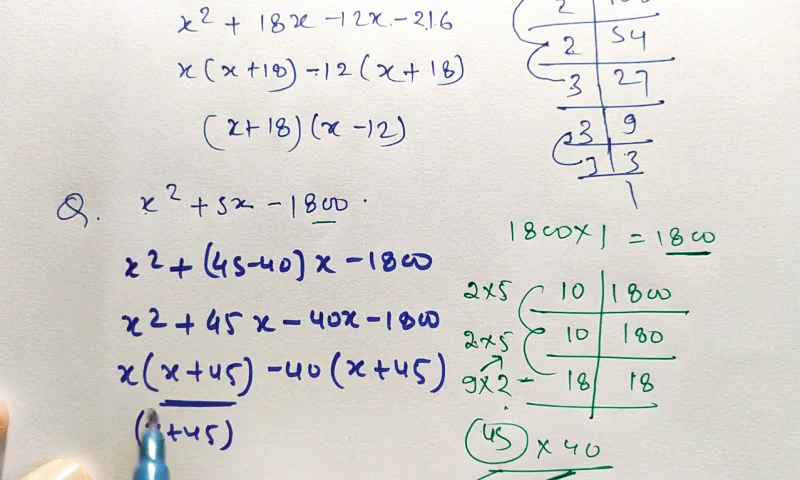 x² + 18x - 12x - 216
x(x+18) - 12(x+18)
(x+18)(x-12)
2 | 54
3 | 27
3 | 9
3 | 3
1
Q. x² + 5x - 1800.
x² + (45-40)x - 1800
x² + 45x - 40x - 1800
x(x+45) - 40(x+45)
+45)
1800×1 = 1800
2×5 10 | 1800
2×5 10 | 180
9×2 - 18 | 18
45 × 40